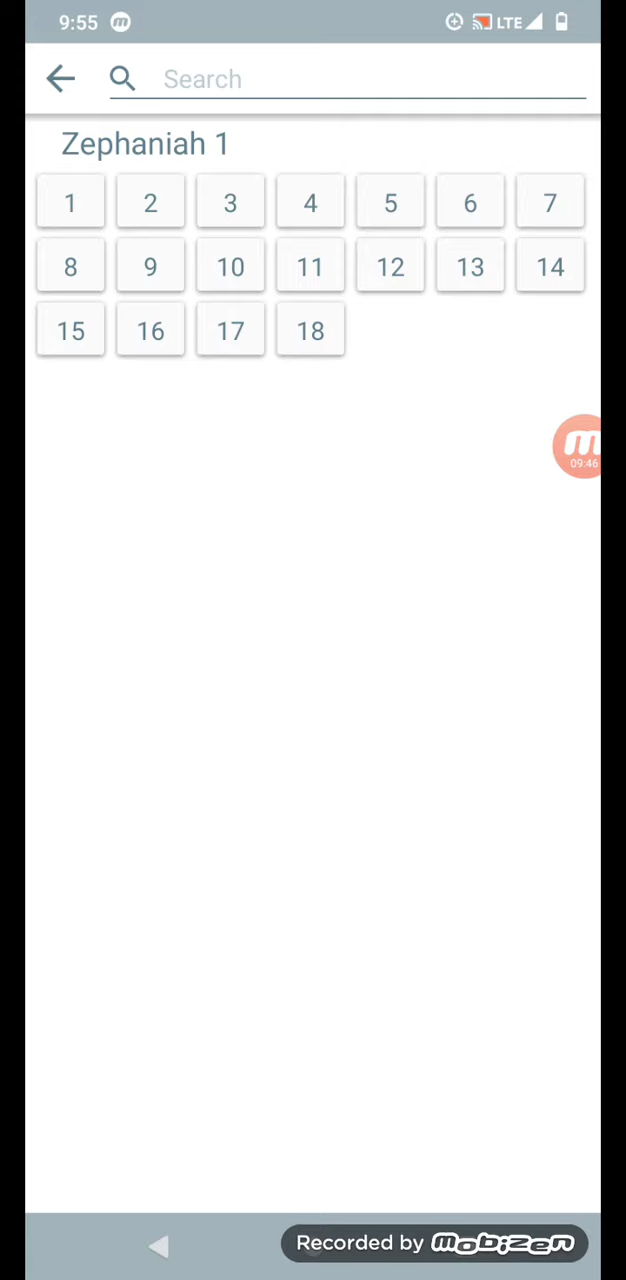 9:55 m LTE
Search
Zephaniah 1
1 2 3 4 5 6 7
8 9 10 11 12 13 14
15 16 17 18
m
09:46
Recorded by mobizen